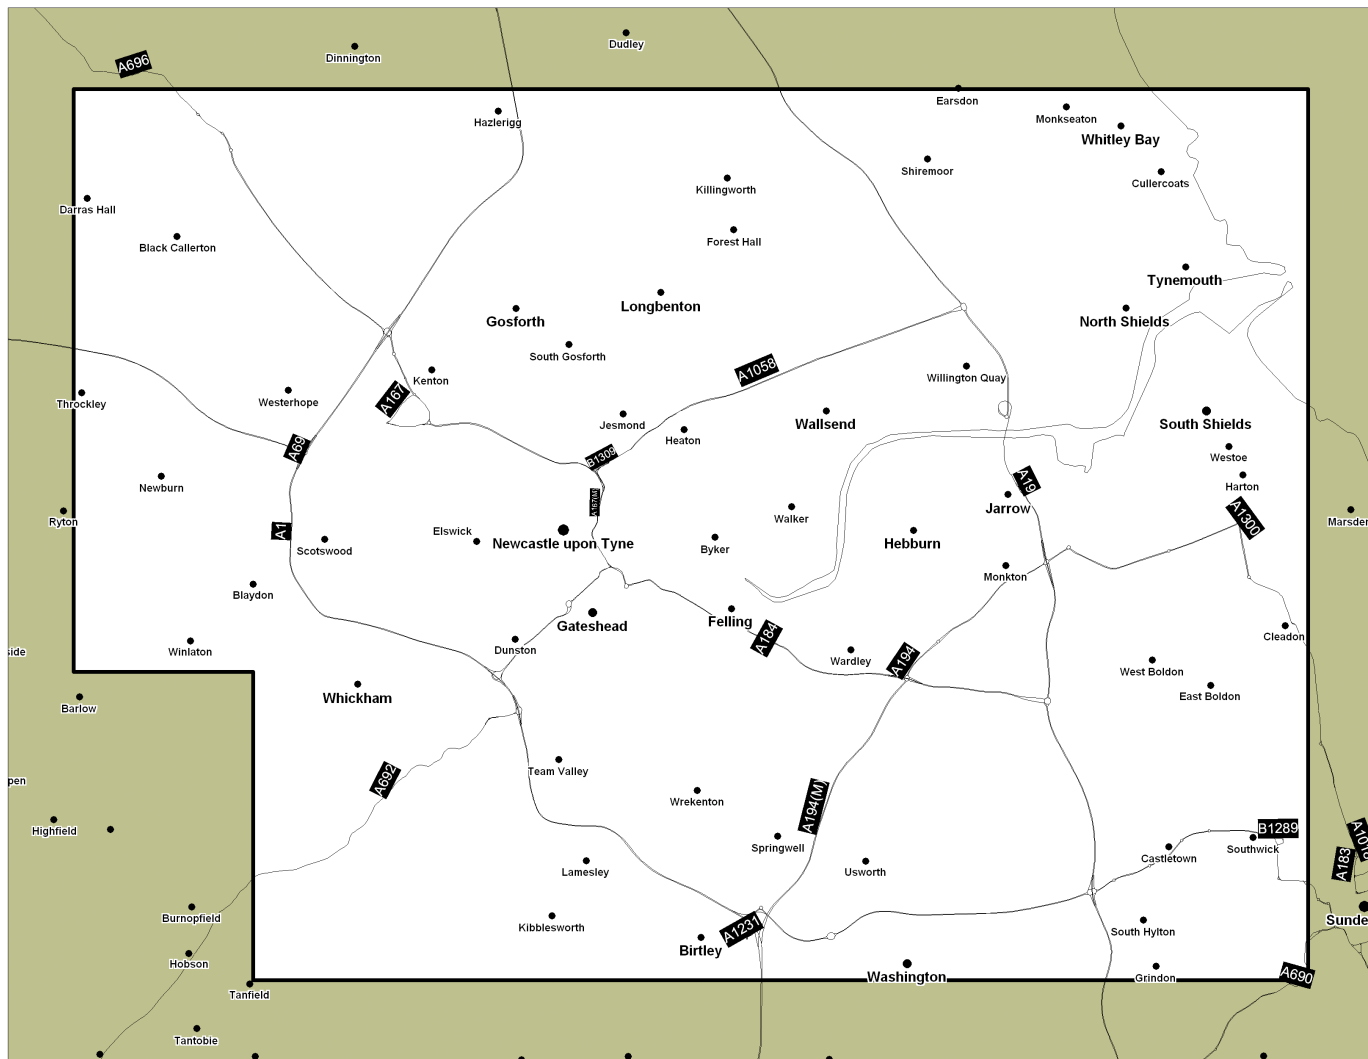 Dudley
Dinnington
A696
Earsdon
Monkseaton
Hazlerigg
Whitley Bay
Shiremoor
Cullercoats
Killingworth
Darras Hall
Forest Hall
Black Callerton
Tynemouth
Longbenton
Gosforth
North Shields
South Gosforth
A1058
Kenton
Willington Quay
A167
Westerhope
Throckley
Jesmond
Wallsend
South Shields
Heaton
A69
B1309
Westoe
A19
Harton
Newburn
A167(M)
Jarrow
Ryton
Walker
A1300
Marsden
A1
Elswick
Newcastle upon Tyne
Hebburn
Scotswood
Byker
Monkton
Blaydon
Felling
Gateshead
A184
Cleadon
side
Winlaton
Dunston
Wardley
A194
West Boldon
Whickham
East Boldon
Barlow
Team Valley
A692
pen
Wrekenton
A194(M)
Highfield
B1289
A1018
Springwell
Southwick
Castletown
A183
Lamesley
Usworth
Burnopfield
Sunde
Kibblesworth
A1231
South Hylton
Birtley
Hobson
Washington
Grindon
A690
Tanfield
Tantobie